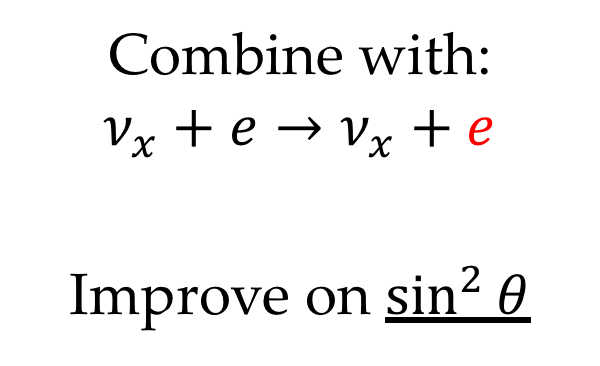 Combine with:
𝜈ₓ + 𝑒 → 𝜈ₓ + 𝑒
Improve on sin² 𝜃